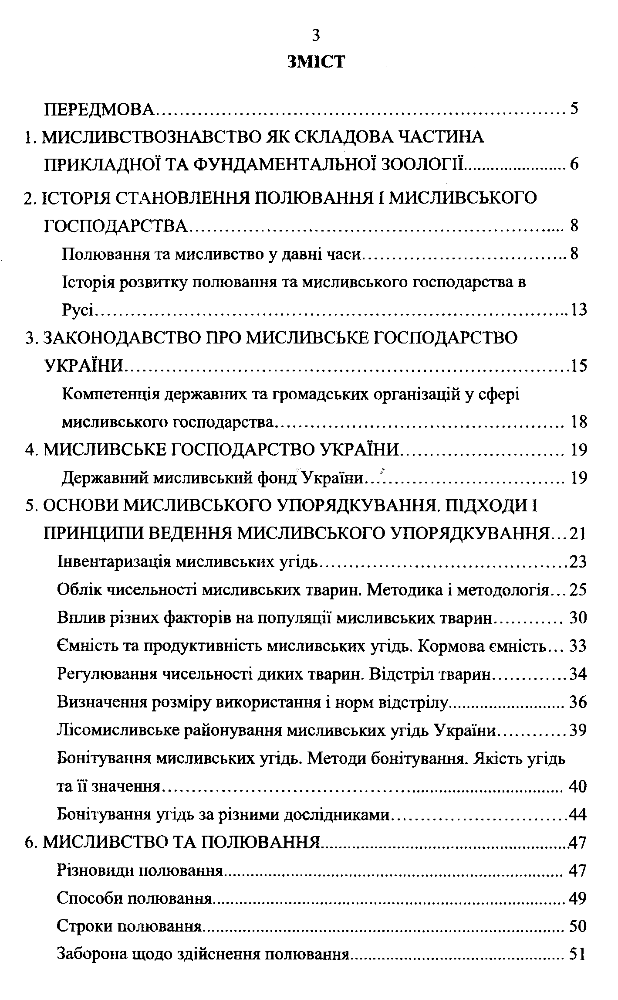 3
ЗМІСТ
ПЕРЕДМОВА........................................................................ 5
1. МИСЛИВСТВОЗНАВСТВО ЯК СКЛАДОВА ЧАСТИНА
ПРИКЛАДНОЇ ТА ФУНДАМЕНТАЛЬНОЇ ЗООЛОГІЇ...................... 6
2. ІСТОРІЯ СТАНОВЛЕННЯ ПОЛЮВАННЯ І МИСЛИВСЬКОГО
ГОСПОДАРСТВА.................................................................. 8
Полювання та мисливство у давні часи.................................... 8
Історія розвитку полювання та мисливського господарства в
Русі................................................................................... 13
3. ЗАКОНОДАВСТВО ПРО МИСЛИВСЬКЕ ГОСПОДАРСТВО
УКРАЇНИ.............................................................................15
Компетенція державних та громадських організацій у сфері
мисливського господарства................................................... 18
4. МИСЛИВСЬКЕ ГОСПОДАРСТВО УКРАЇНИ............................. 19
Державний мисливський фонд України................................... 19
5. ОСНОВИ МИСЛИВСЬКОГО УПОРЯДКУВАННЯ. ПІДХОДИ І
ПРИНЦИПИ ВЕДЕННЯ МИСЛИВСЬКОГО УПОРЯДКУВАННЯ...21
Інвентаризація мисливських угідь...........................................23
Облік чисельності мисливських тварин. Методика і методологія...25
Вплив різних факторів на популяції мисливських тварин............ 30
Ємність та продуктивність мисливських угідь. Кормова ємність... 33
Регулювання чисельності диких тварин. Відстріл тварин.............34
Визначення розміру використання і норм відстрілу......................... 36
Лісомисливське районування мисливських угідь України............39
Бонітування мисливських угідь. Методи бонітування. Якість угідь
та її значення........................................................................ 40
Бонітування угідь за різними дослідниками...............................44
6. МИСЛИВСТВО ТА ПОЛЮВАННЯ......................................................47
Різновиди полювання.......................................................................... 47
Способи полювання.............................................................................49
Строки полювання............................................................................... 50
Заборона щодо здійснення полювання.............................................. 51